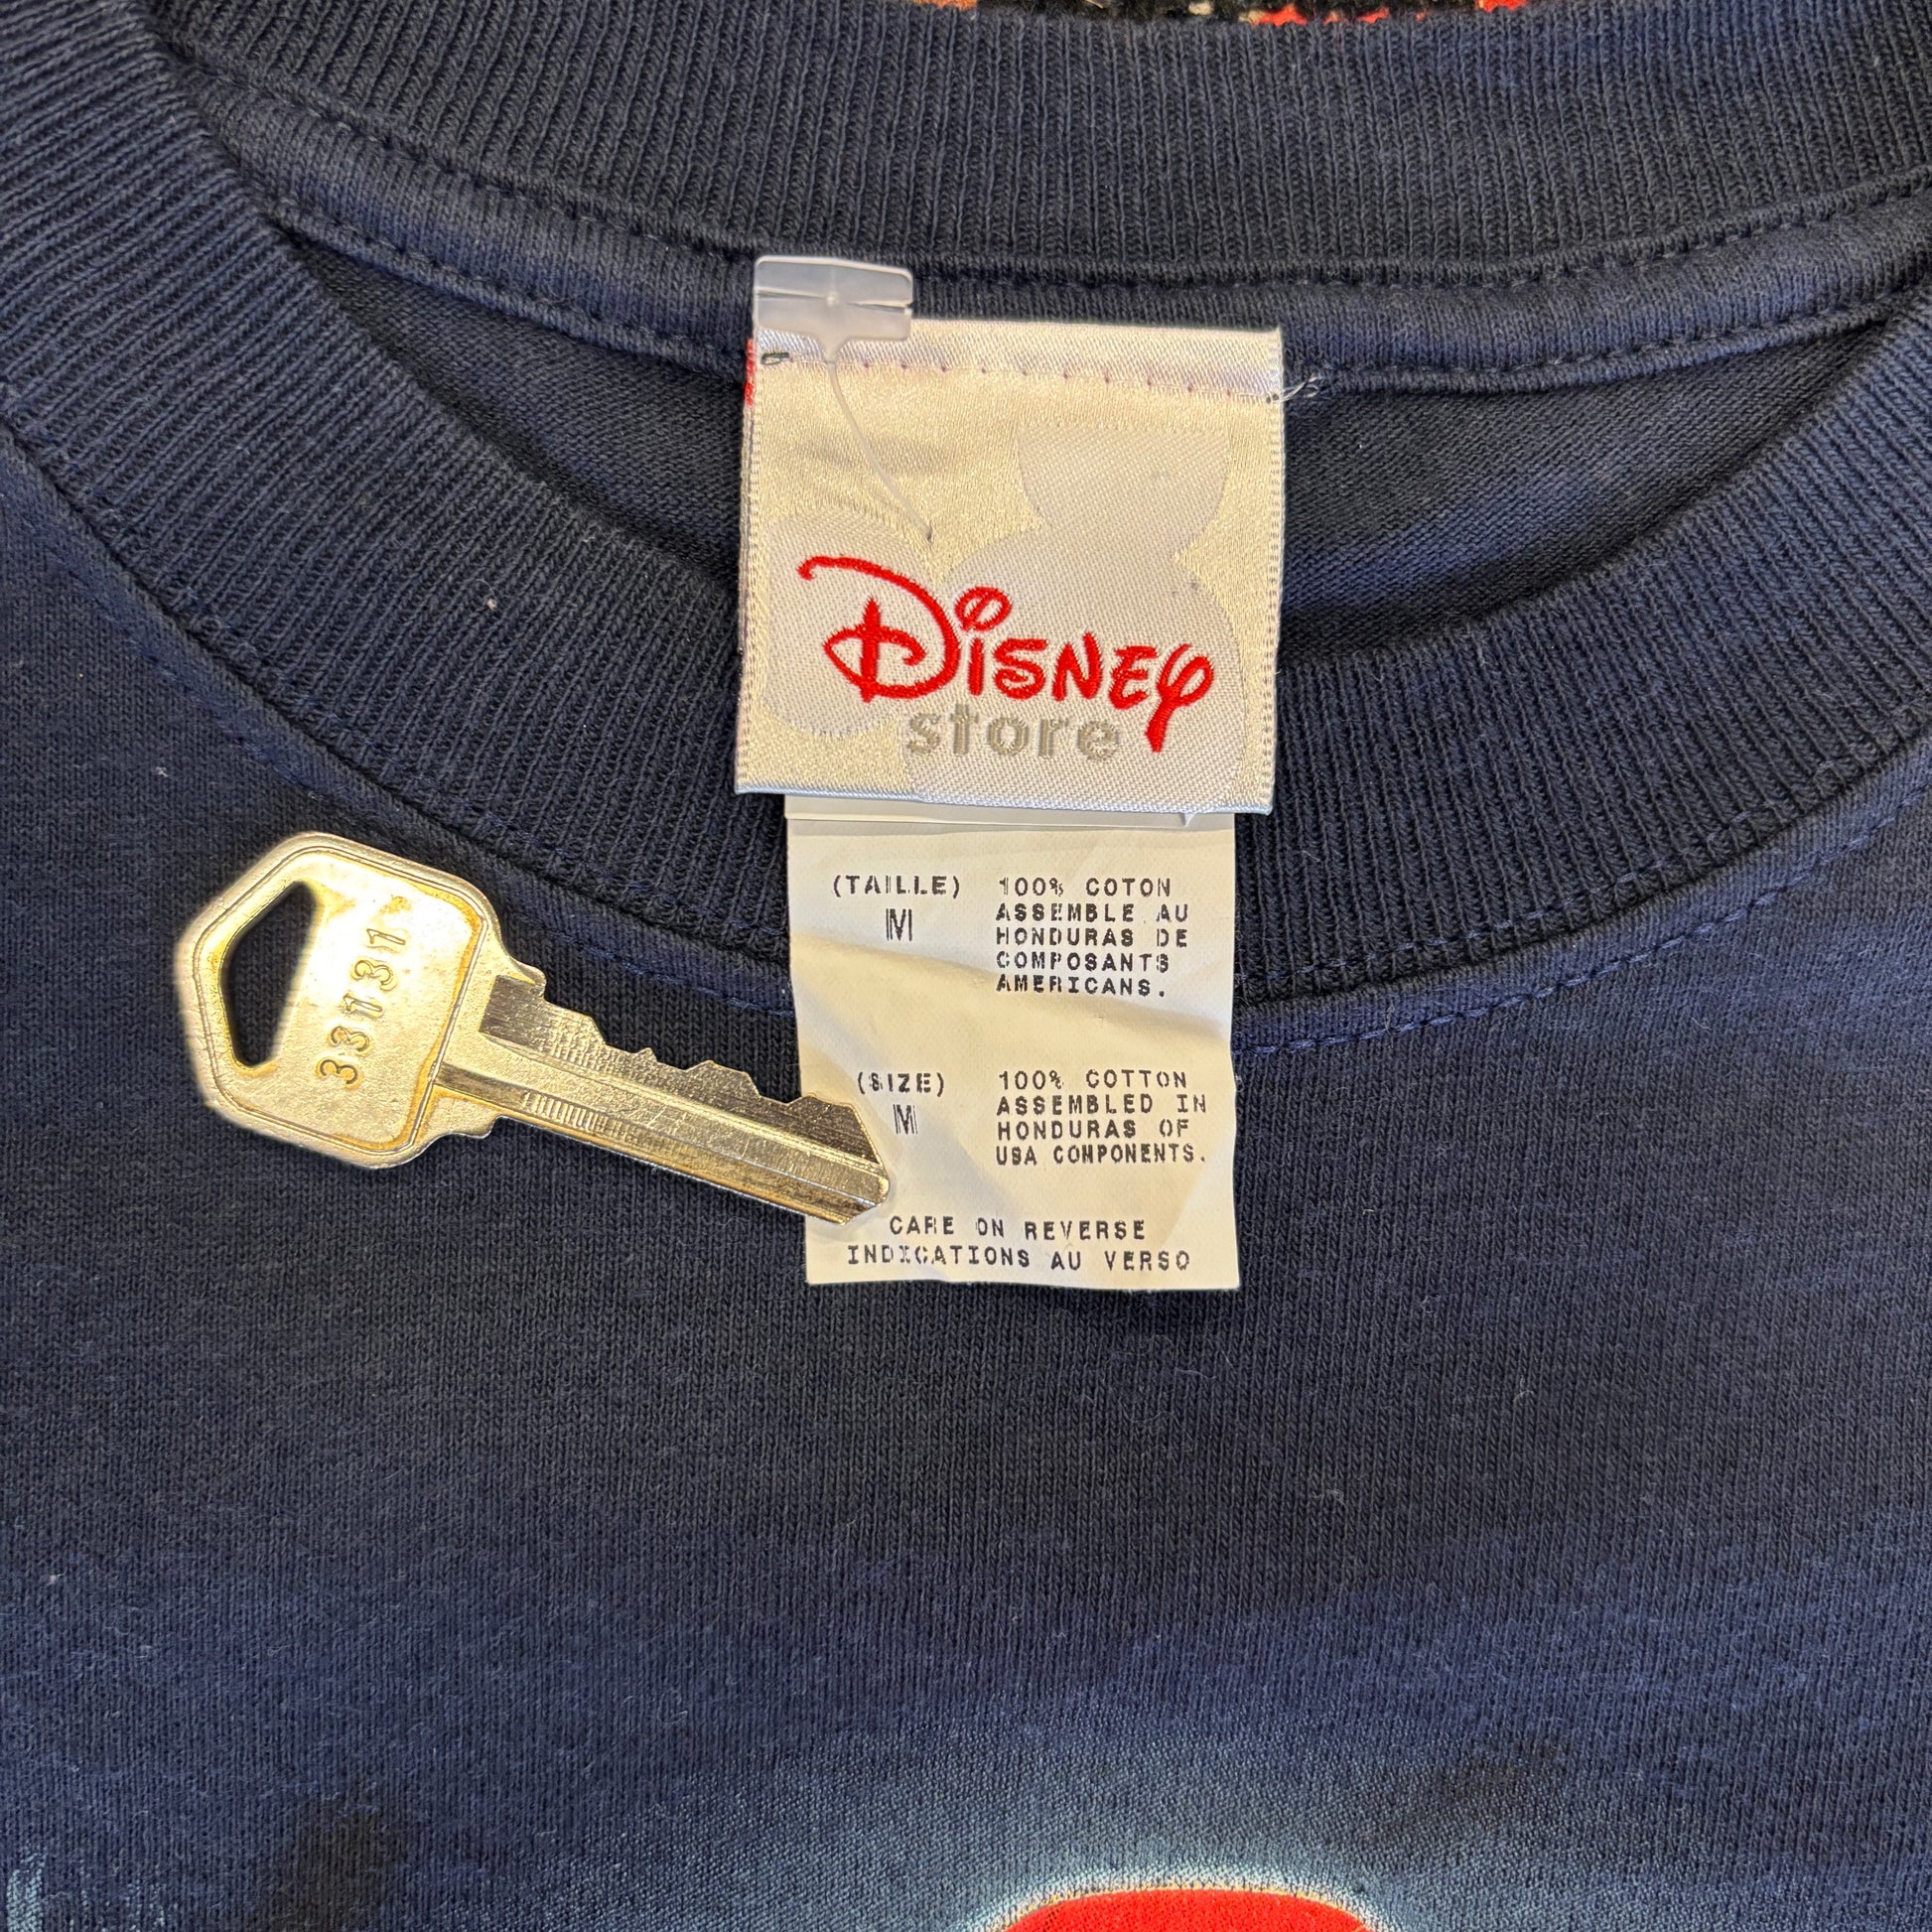 Disney
store
33131
(TAILLE)
M
100% COTON
ASSEMBLE AU
HONDURAS DE
COMPOSANTS
AMERICANS.
(SIZE)
M
100% COTTON
ASSEMBLED IN
HONDURAS OF
USA COMPONENTS.
CARE ON REVERSE
INDICATIONS AU VERSO